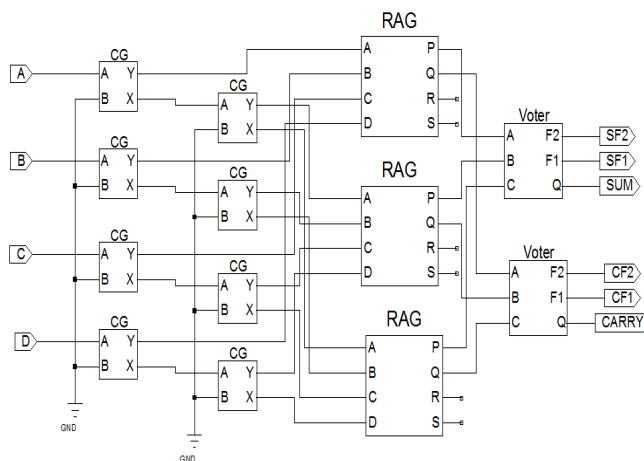 RAG
CG
A
A Y
B X
CG
A Y
B X
A P
B Q
C R
D S
CG
B
A Y
B X
CG
A Y
B X
RAG
A P
B Q
C R
D S
Voter
A F2
B F1
C Q
SF2
SF1
SUM
CG
C
A Y
B X
CG
A Y
B X
Voter
A F2
B F1
C Q
CF2
CF1
CARRY
CG
D
A Y
B X
CG
A Y
B X
RAG
A P
B Q
C R
D S
GND
GND